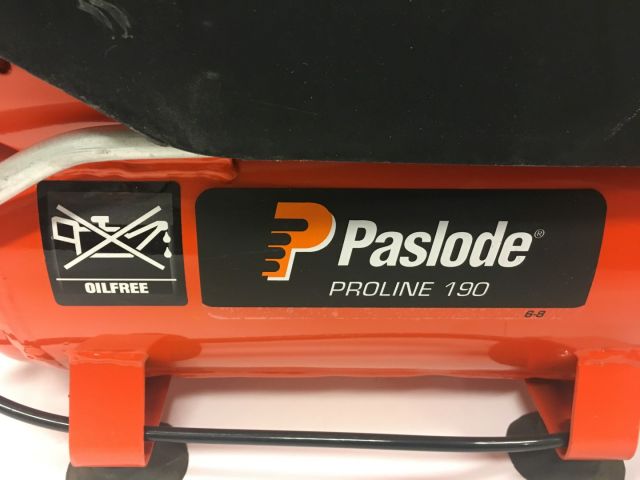 OILFREE
Paslode®
PROLINE 190
6-8